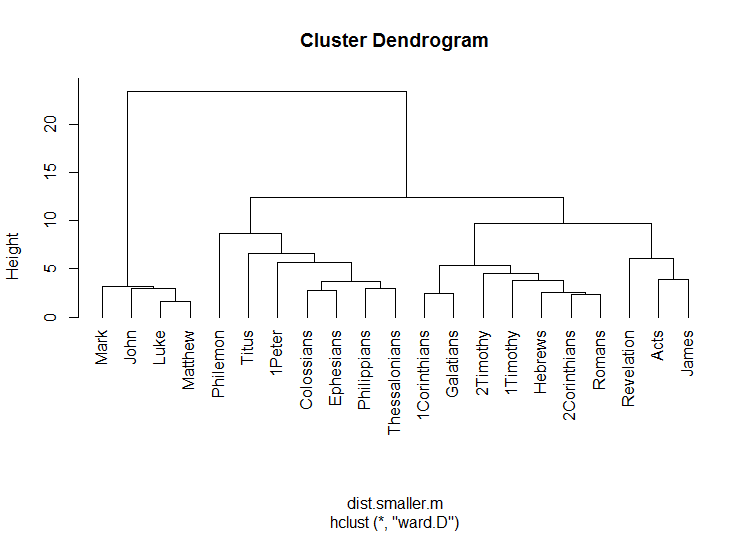 Cluster Dendrogram
Height
20
15
10
5
0
Mark
John
Luke
Matthew
Philemon
Titus
1Peter
Colossians
Ephesians
Philippians
Thessalonians
1Corinthians
Galatians
2Timothy
1Timothy
Hebrews
2Corinthians
Romans
Revelation
Acts
James
dist.smaller.m
hclust (*, "ward.D")